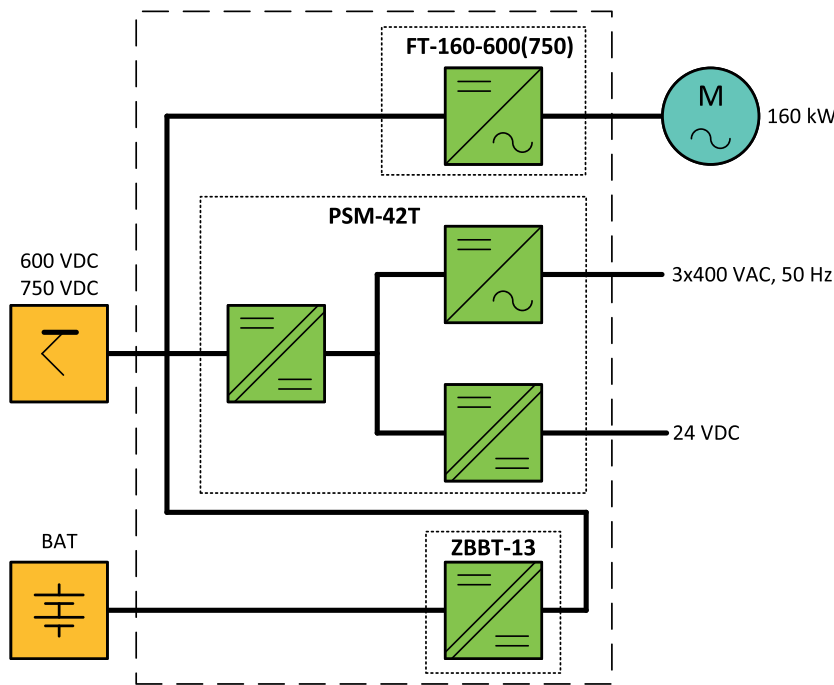 FT-160-600(750)
M
160 kW
PSM-42T
600 VDC
750 VDC
3x400 VAC, 50 Hz
24 VDC
BAT
ZBBT-13